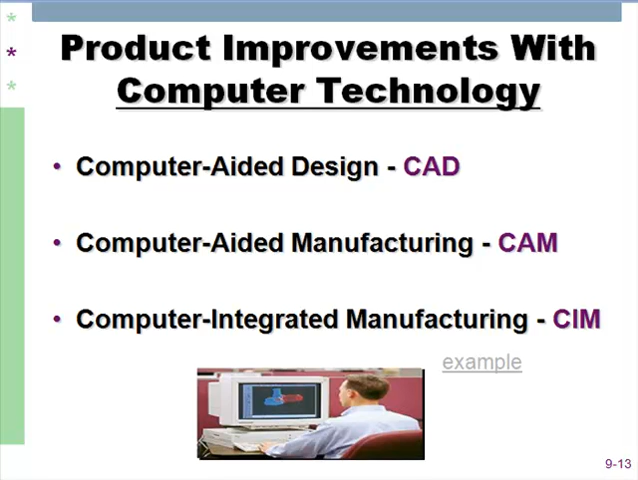 *
*
*
Product Improvements With
Computer Technology
• Computer-Aided Design - CAD
• Computer-Aided Manufacturing - CAM
• Computer-Integrated Manufacturing - CIM
example
9-13